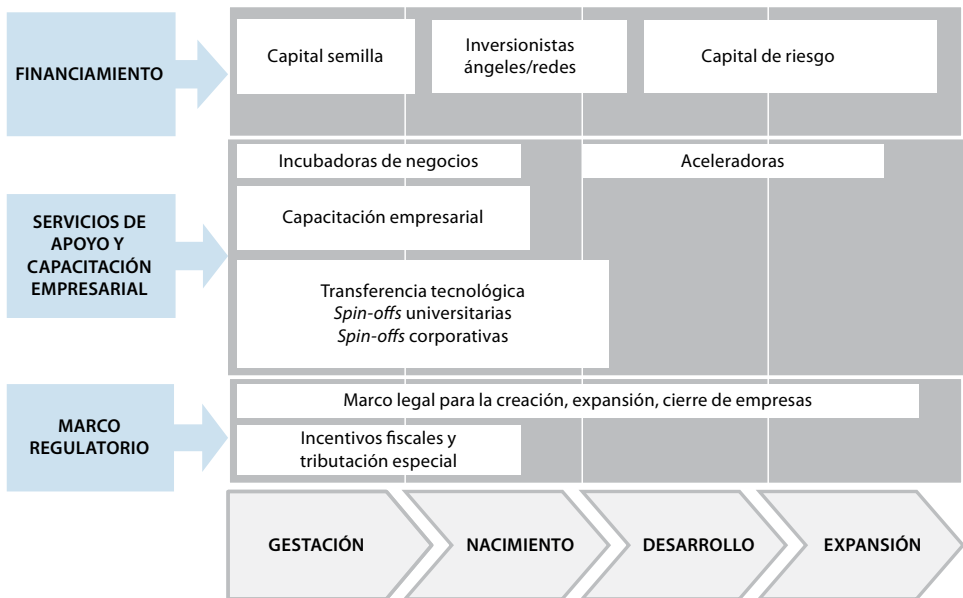 FINANCIAMIENTO
Capital semilla
Inversionistas
ángeles/redes
Capital de riesgo
SERVICIOS DE
APOYO Y
CAPACITACIÓN
EMPRESARIAL
Incubadoras de negocios
Aceleradoras
Capacitación empresarial
Transferencia tecnológica
Spin-offs universitarias
Spin-offs corporativas
MARCO
REGULATORIO
Marco legal para la creación, expansión, cierre de empresas
Incentivos fiscales y
tributación especial
GESTACIÓN
NACIMIENTO
DESARROLLO
EXPANSIÓN